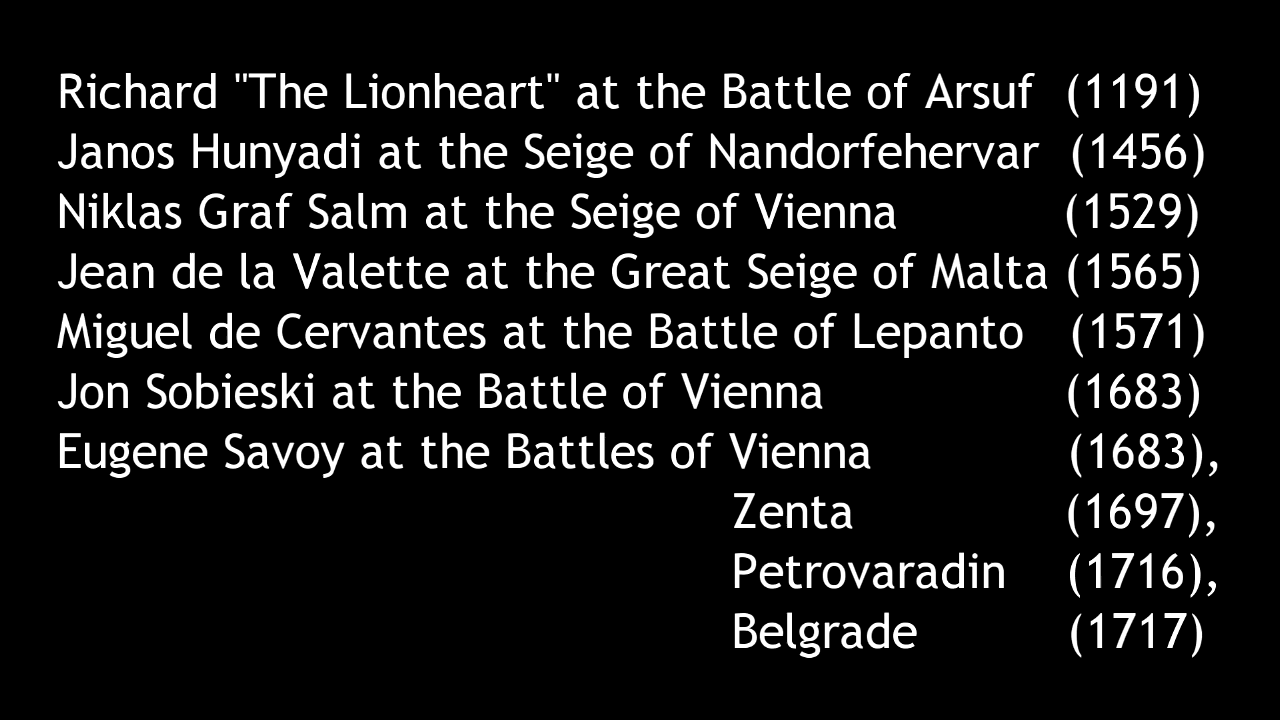 Richard "The Lionheart" at the Battle of Arsuf (1191)
Janos Hunyadi at the Seige of Nandorfehervar (1456)
Niklas Graf Salm at the Seige of Vienna (1529)
Jean de la Valette at the Great Seige of Malta (1565)
Miguel de Cervantes at the Battle of Lepanto (1571)
Jon Sobieski at the Battle of Vienna (1683)
Eugene Savoy at the Battles of Vienna (1683),
Zenta (1697),
Petrovaradin (1716),
Belgrade (1717)